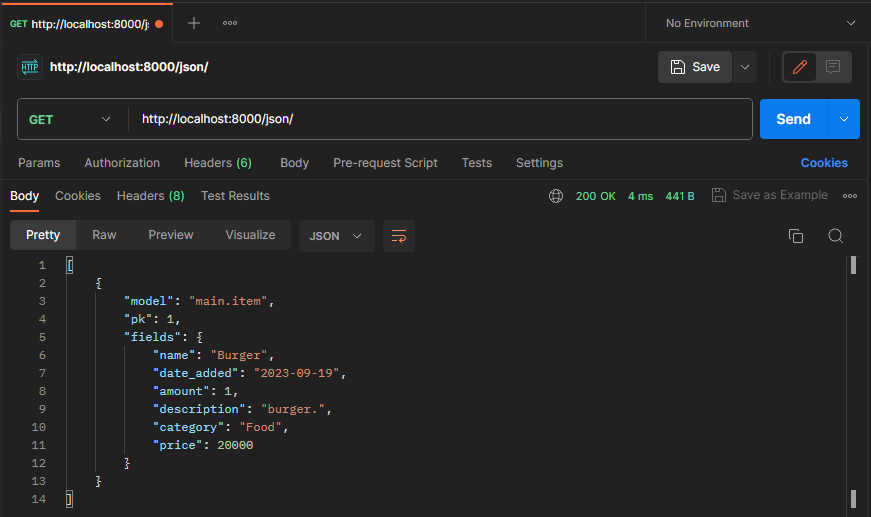 GET http://localhost:8000/js No Environment
HTTP http://localhost:8000/json/ Save
GET http://localhost:8000/json/ Send
Params Authorization Headers (6) Body Pre-request Script Tests Settings Cookies
Body Cookies Headers (8) Test Results 200 OK 4 ms 441 B Save as Example
Pretty Raw Preview Visualize JSON
1 [
2 {
3 "model": "main.item",
4 "pk": 1,
5 "fields": {
6 "name": "Burger",
7 "date_added": "2023-09-19",
8 "amount": 1,
9 "description": "burger.",
10 "category": "Food",
11 "price": 20000
12 }
13 }
14 ]